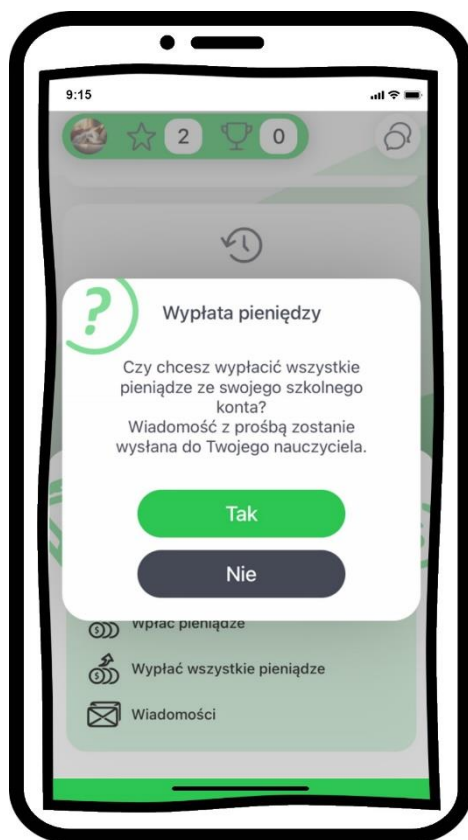 9:15
2 0
?
Wypłata pieniędzy
Czy chcesz wypłacić wszystkie
pieniądze ze swojego szkolnego
konta?
Wiadomość z prośbą zostanie
wysłana do Twojego nauczyciela.
Tak
Nie
Wpłać pieniądze
Wypłać wszystkie pieniądze
Wiadomości